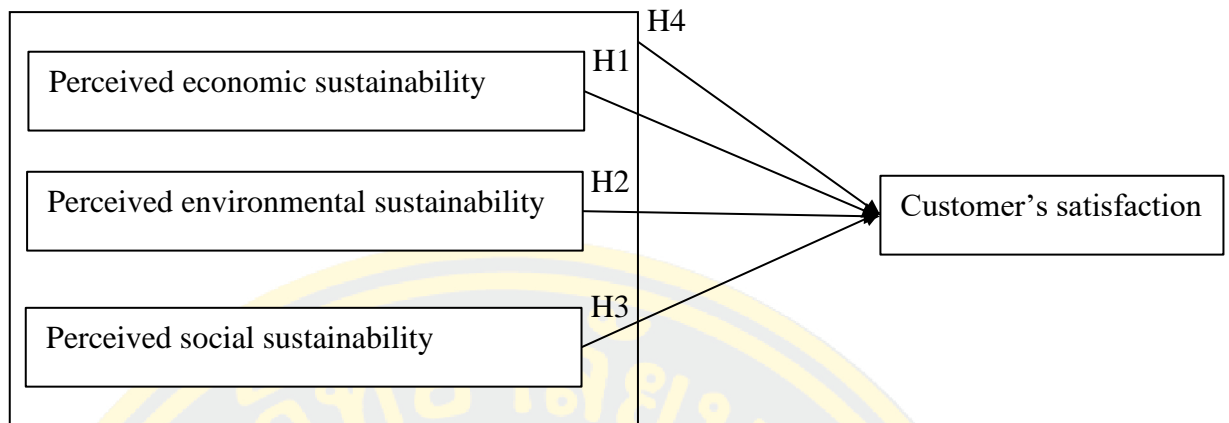 H4
H1
Perceived economic sustainability
H2
Perceived environmental sustainability
Customer’s satisfaction
H3
Perceived social sustainability